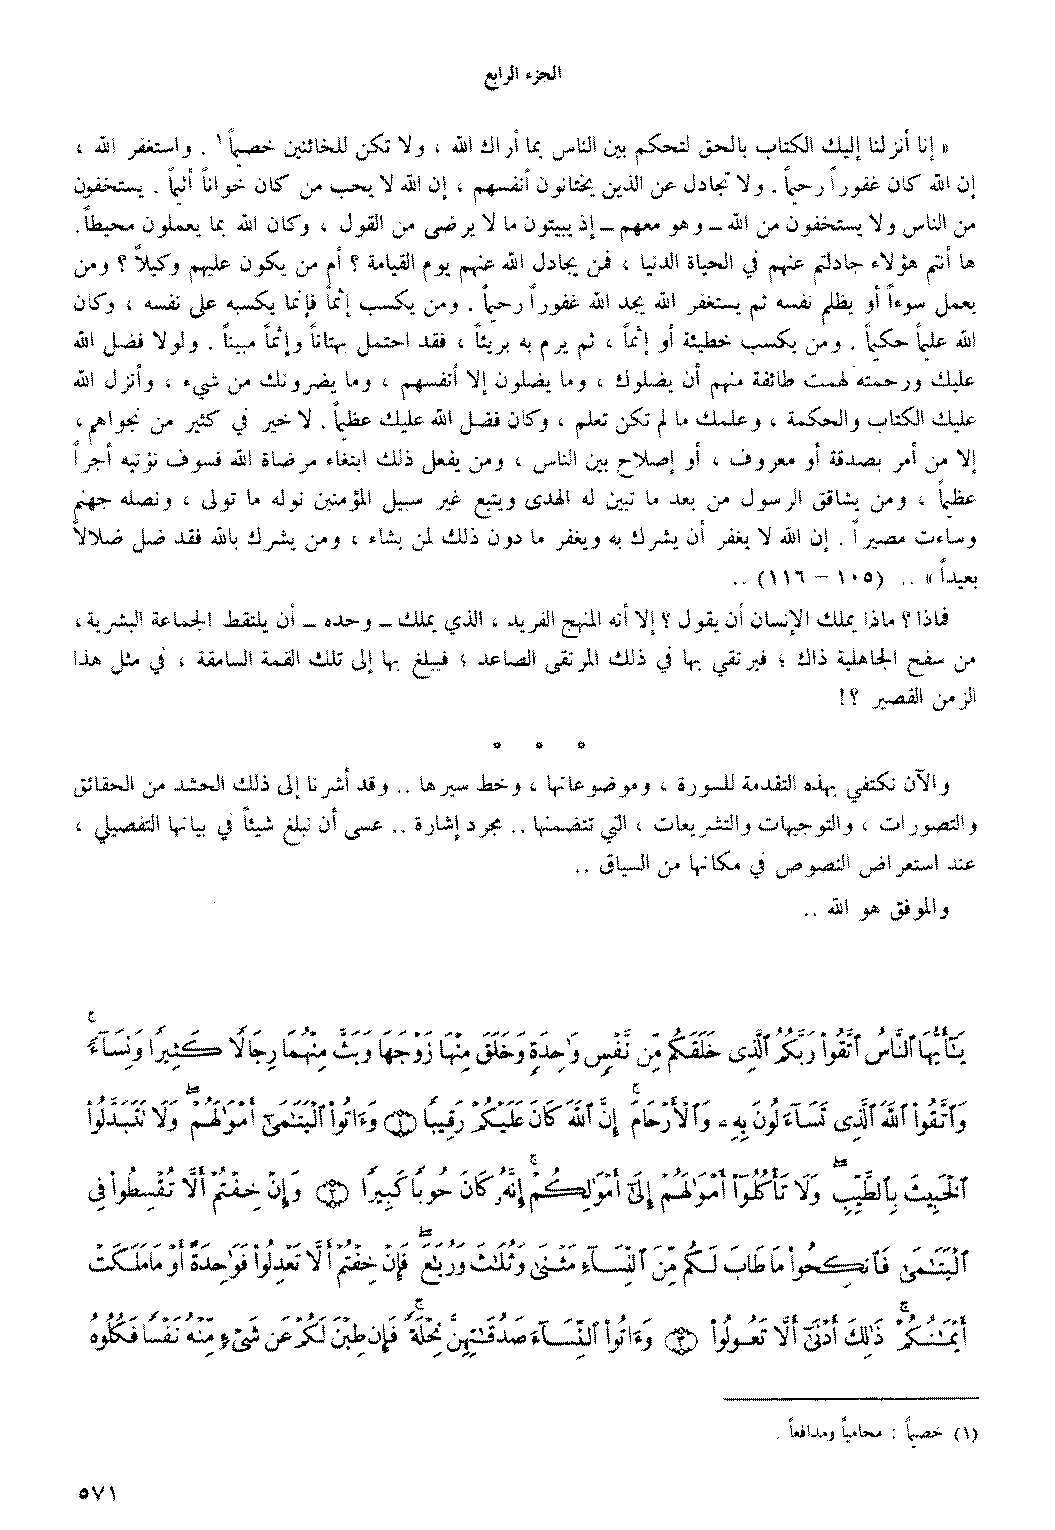 الجزء الرابع
« إنا أنزلنا إليك الكتاب بالحق لتحكم بين الناس بما أراك الله ، ولا تكن للخائنين خصيماً١ . واستغفر الله ،
إن الله كان غفوراً رحيماً . ولا تجادل عن الذين يختانون أنفسهم ، إن الله لا يحب من كان خواناً أثيماً . يستخفون
من الناس ولا يستخفون من الله – وهو معهم – إذ يبيتون ما لا يرضى من القول ، وكان الله بما يعملون محيطاً.
ها أنتم هؤلاء جادلتم عنهم في الحياة الدنيا ، فمن يجادل الله عنهم يوم القيامة ؟ أم من يكون عليهم وكيلاً ؟ ومن
يعمل سوءاً أو يظلم نفسه ثم يستغفر الله يجد الله غفوراً رحيماً . ومن يكسب إثماً فإنما يكسبه على نفسه ، وكان
الله عليماً حكيماً . ومن يكسب خطيئة أو إثماً ، ثم يرم به بريئاً ، فقد احتمل بهتاناً وإثماً مبيناً . ولولا فضل الله
عليك ورحمته لهمت طائفة منهم أن يضلوك ، وما يضلون إلا أنفسهم ، وما يضرونك من شيء ، وأنزل الله
عليك الكتاب والحكمة ، وعلمك ما لم تكن تعلم ، وكان فضل الله عليك عظيماً . لا خير في كثير من نجواهم ،
إلا من أمر بصدقة أو معروف ، أو إصلاح بين الناس ، ومن يفعل ذلك ابتغاء مرضاة الله فسوف نؤتيه أجراً
عظيماً ، ومن يشاقق الرسول من بعد ما تبين له الهدى ويتبع غير سبيل المؤمنين نوله ما تولى ، ونصله جهنم
وساءت مصيراً . إن الله لا يغفر أن يشرك به ويغفر ما دون ذلك لمن يشاء ، ومن يشرك بالله فقد ضل ضلالاً
بعيداً » .. (١٠٥ – ١١٦) ..
فماذا ؟ ماذا يملك الإنسان أن يقول ؟ إلا أنه المنهج الفريد ، الذي يملك – وحده – أن يلتقط الجماعة البشرية ،
من سفح الجاهلية ذاك ؛ فيرتقي بها في ذلك المرتقى الصاعد ؛ فيبلغ بها إلى تلك القمة السامقة ، في مثل هذا
الزمن القصير ؟!
* * *
والآن نكتفي بهذه التقدمة للسورة ، وموضوعاتها ، وخط سيرها .. وقد أشرنا إلى ذلك الحشد من الحقائق
والتصورات ، والتوجيهات والتشريعات ، التي تتضمنها .. مجرد إشارة .. عسى أن نبلغ شيئاً في بيانها التفصيلي ،
عند استعراض النصوص في مكانها من السياق ..
والموفق هو الله ..
يَٰٓأَيُّهَا ٱلنَّاسُ ٱتَّقُوا۟ رَبَّكُمُ ٱلَّذِى خَلَقَكُم مِّن نَّفْسٍ وَٰحِدَةٍ وَخَلَقَ مِنْهَا زَوْجَهَا وَبَثَّ مِنْهُمَا رِجَالًا كَثِيرًا وَنِسَآءً ۚ
وَٱتَّقُوا۟ ٱللَّهَ ٱلَّذِى تَسَآءَلُونَ بِهِۦ وَٱلْأَرْحَامَ ۚ إِنَّ ٱللَّهَ كَانَ عَلَيْكُمْ رَقِيبًا ﴿١﴾ وَءَاتُوا۟ ٱلْيَتَٰمَىٰٓ أَمْوَٰلَهُمْ ۖ وَلَا تَتَبَدَّلُوا۟
ٱلْخَبِيثَ بِٱلطَّيِّبِ ۖ وَلَا تَأْكُلُوٓا۟ أَمْوَٰلَهُمْ إِلَىٰٓ أَمْوَٰلِكُمْ ۚ إِنَّهُۥ كَانَ حُوبًا كَبِيرًا ﴿٢﴾ وَإِنْ خِفْتُمْ أَلَّا تُقْسِطُوا۟ فِى
ٱلْيَتَٰمَىٰ فَٱنكِحُوا۟ مَا طَابَ لَكُم مِّنَ ٱلنِّسَآءِ مَثْنَىٰ وَثُلَٰثَ وَرُبَٰعَ ۖ فَإِنْ خِفْتُمْ أَلَّا تَعْدِلُوا۟ فَوَٰحِدَةً أَوْ مَا مَلَكَتْ
أَيْمَٰنُكُمْ ۚ ذَٰلِكَ أَدْنَىٰٓ أَلَّا تَعُولُوا۟ ﴿٣﴾ وَءَاتُوا۟ ٱلنِّسَآءَ صَدُقَٰتِهِنَّ نِحْلَةً ۚ فَإِن طِبْنَ لَكُمْ عَن شَىْءٍ مِّنْهُ نَفْسًا فَكُلُوهُ
(١) خصيماً : محامياً ومدافعاً .
٥٧١